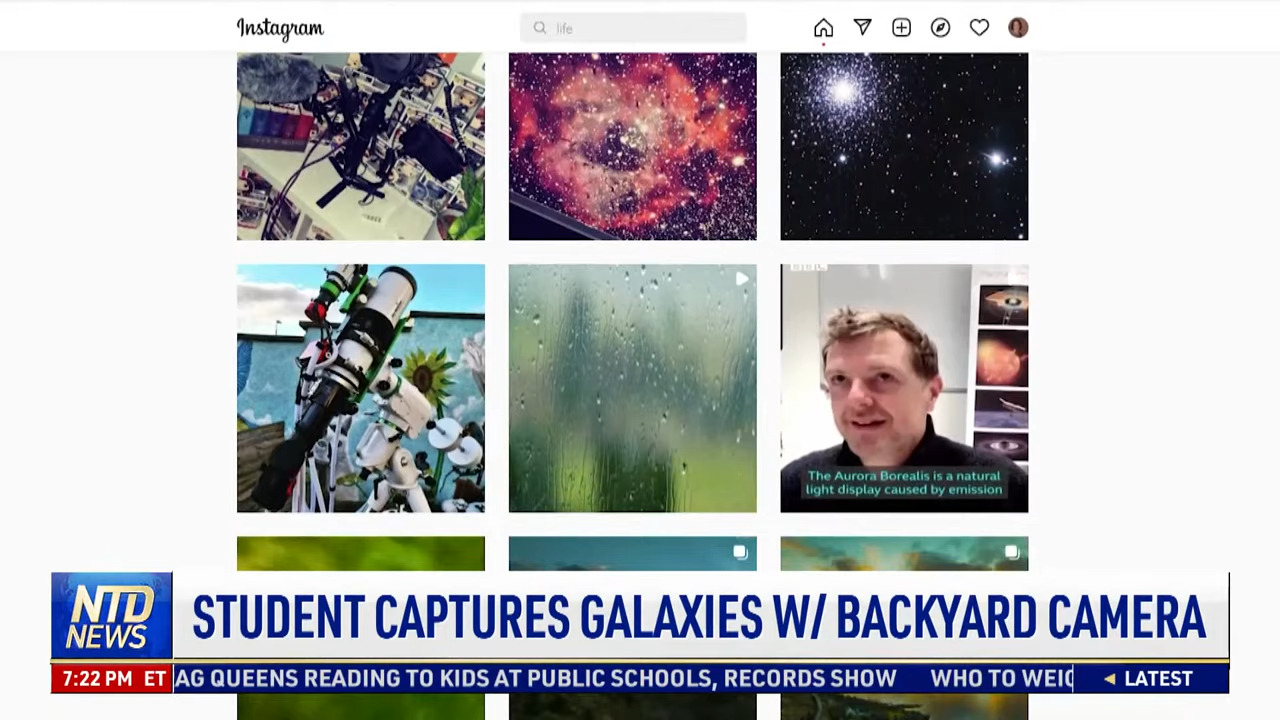 Instagram
life
The Aurora Borealis is a natural
light display caused by emission
NTD
NEWS
STUDENT CAPTURES GALAXIES W/ BACKYARD CAMERA
7:22 PM ET
AG QUEENS READING TO KIDS AT PUBLIC SCHOOLS, RECORDS SHOW WHO TO WEIG
LATEST